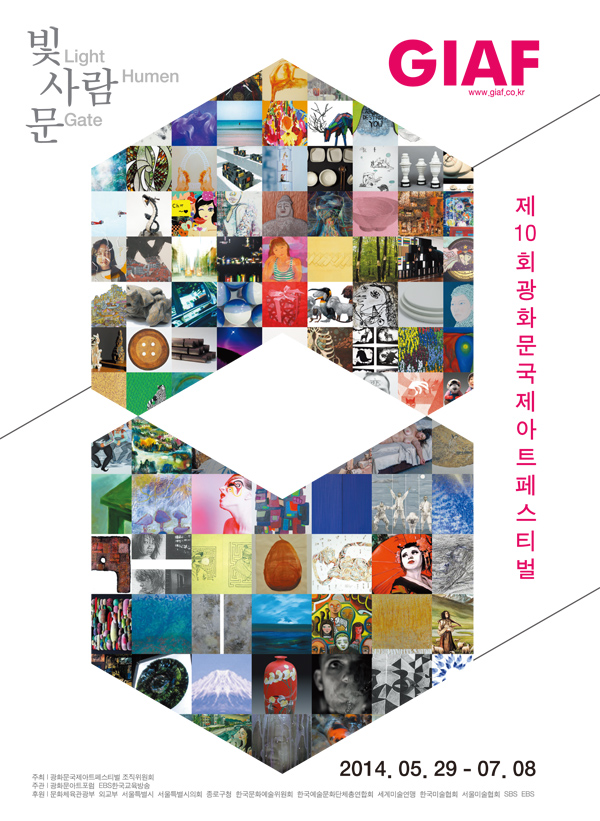 빛 Light
사람 Humen
문 Gate
GIAF
www.giaf.co.kr
제10회광화문국제아트페스티벌
2014. 05. 29 - 07. 08
주최 | 광화문국제아트페스티벌 조직위원회
주관 | 광화문아트포럼 EBS한국교육방송
후원 | 문화체육관광부 외교부 서울특별시 서울특별시의회 종로구청 한국문화예술위원회 한국예술문화단체총연합회 세계미술연맹 한국미술협회 서울미술협회 SBS EBS